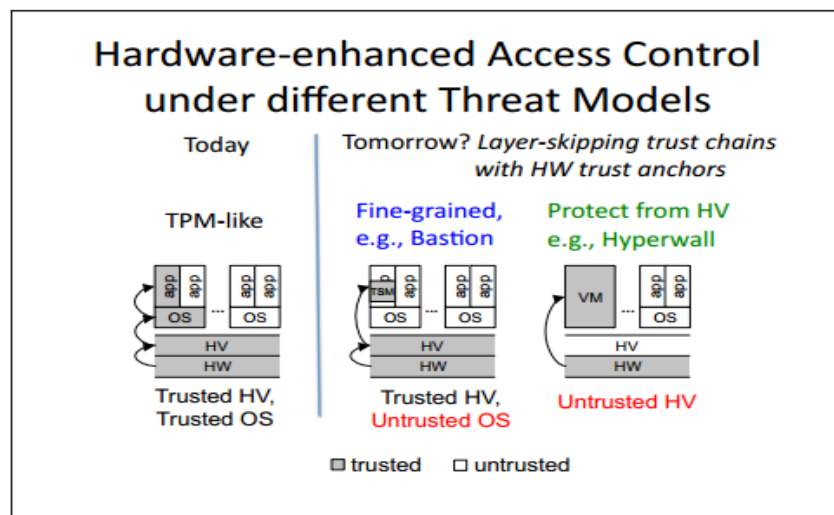 Hardware-enhanced Access Control
under different Threat Models
Today
TPM-like
app app ... app app
OS OS
HV
HW
Trusted HV,
Trusted OS
Tomorrow? Layer-skipping trust chains
with HW trust anchors
Fine-grained,
e.g., Bastion
TSM app ... app app
OS OS
HV
HW
Trusted HV,
Untrusted OS
Protect from HV
e.g., Hyperwall
VM ... app app
OS
HV
HW
Untrusted HV
trusted untrusted